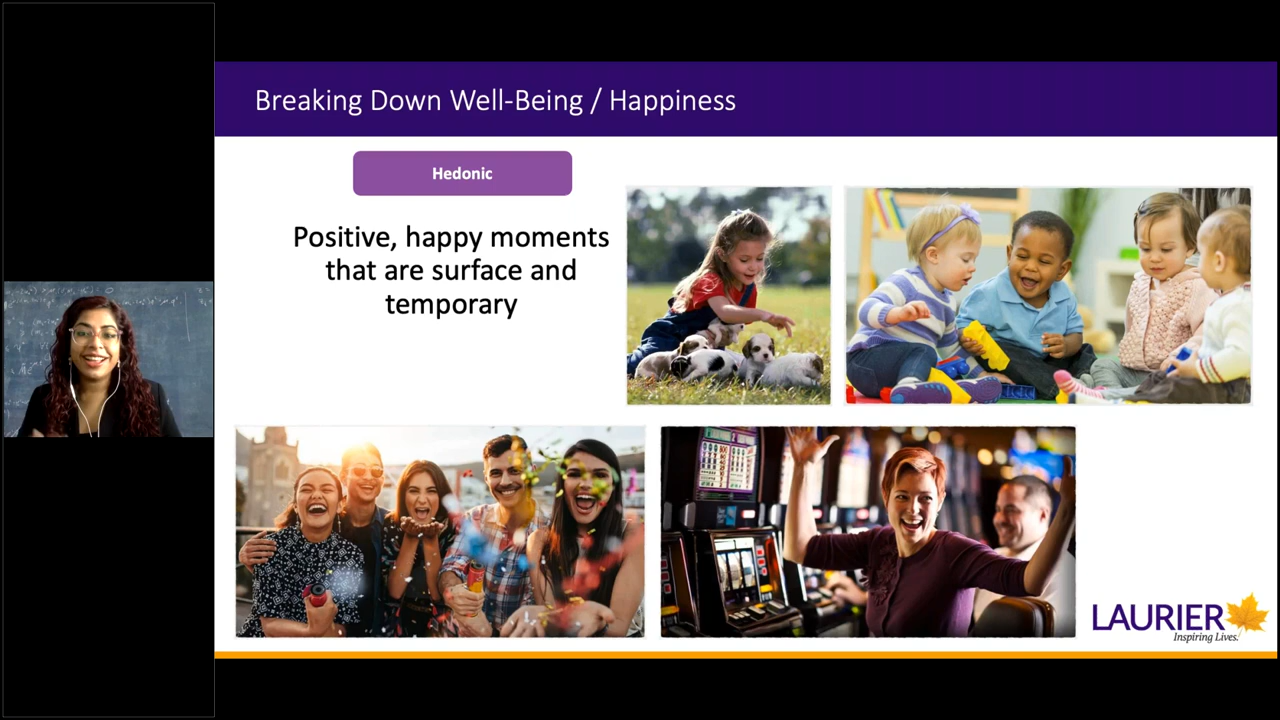 Breaking Down Well-Being / Happiness
Hedonic
Positive, happy moments
that are surface and
temporary
LAURIER
Inspiring Lives.